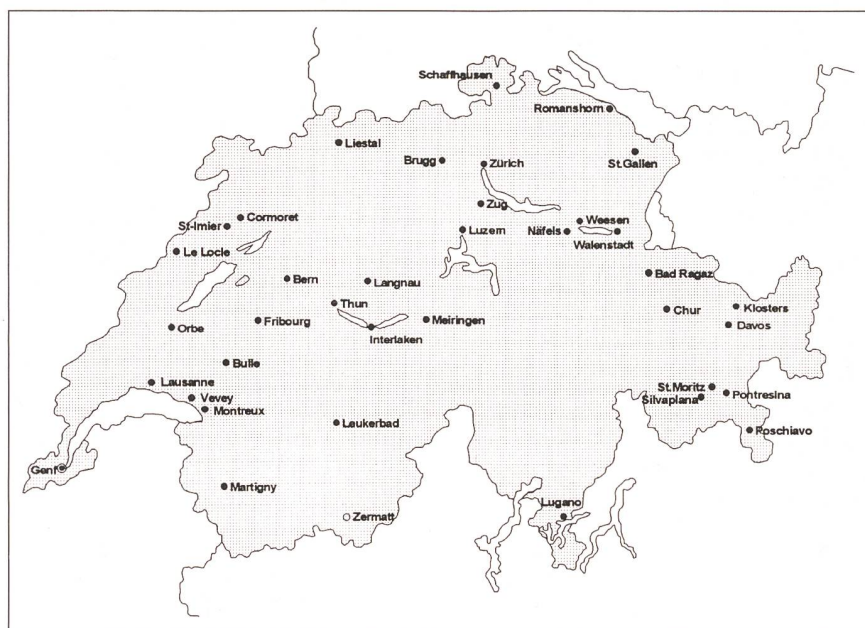 Schaffhausen
Romanshorn
Liestal
Brugg
Zürich
St.Gallen
Zug
Cormoret
St-Imier
Luzern
Näfels
Weesen
Walenstadt
Le Locle
Bern
Langnau
Bad Ragaz
Thun
Chur
Klosters
Fribourg
Meiringen
Orbe
Interlaken
Davos
Bulle
Lausanne
St.Moritz
Vevey
Silvaplana
Pontresina
Montreux
Leukerbad
Poschiavo
Genf
Martigny
Lugano
Zermatt